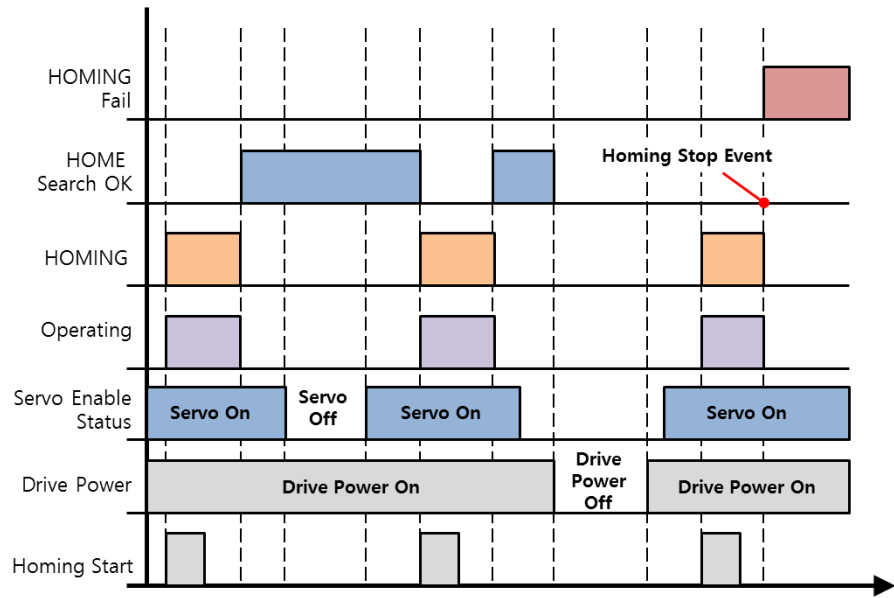 HOMING
Fail
HOME
Search OK
Homing Stop Event
HOMING
Operating
Servo Enable
Status
Servo On
Servo
Off
Servo On
Servo On
Drive Power
Drive Power On
Drive
Power
Off
Drive Power On
Homing Start